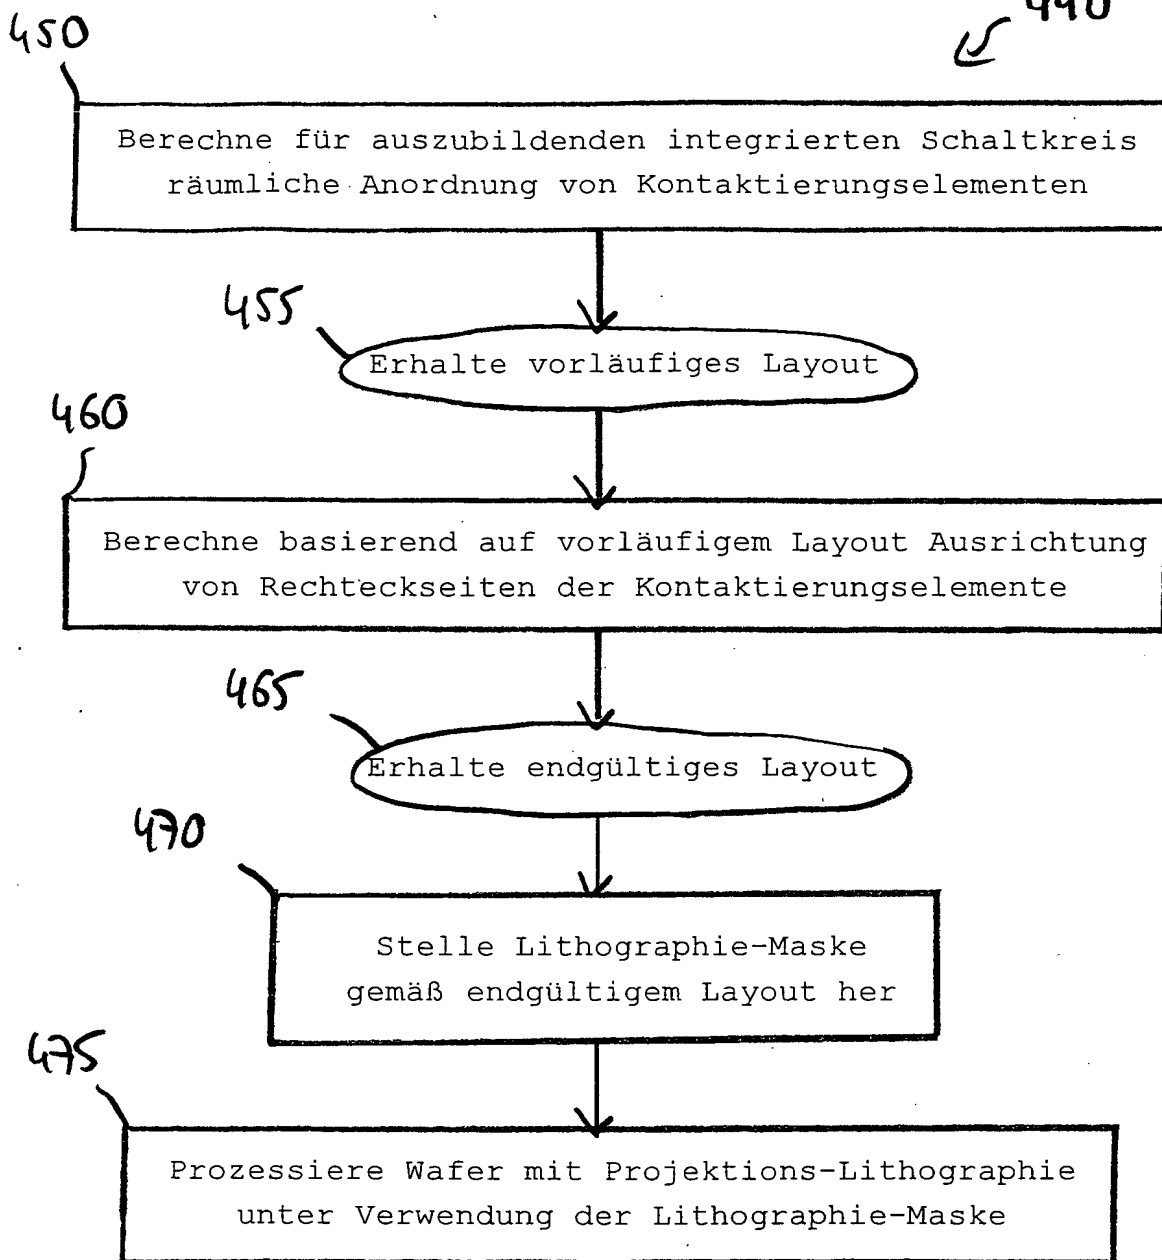 440
450
Berechne für auszubildenden integrierten Schaltkreis
räumliche Anordnung von Kontaktierungselementen
455
Erhalte vorläufiges Layout
460
Berechne basierend auf vorläufigem Layout Ausrichtung
von Rechteckseiten der Kontaktierungselemente
465
Erhalte endgültiges Layout
470
Stelle Lithographie-Maske
gemäß endgültigem Layout her
475
Prozessiere Wafer mit Projektions-Lithographie
unter Verwendung der Lithographie-Maske